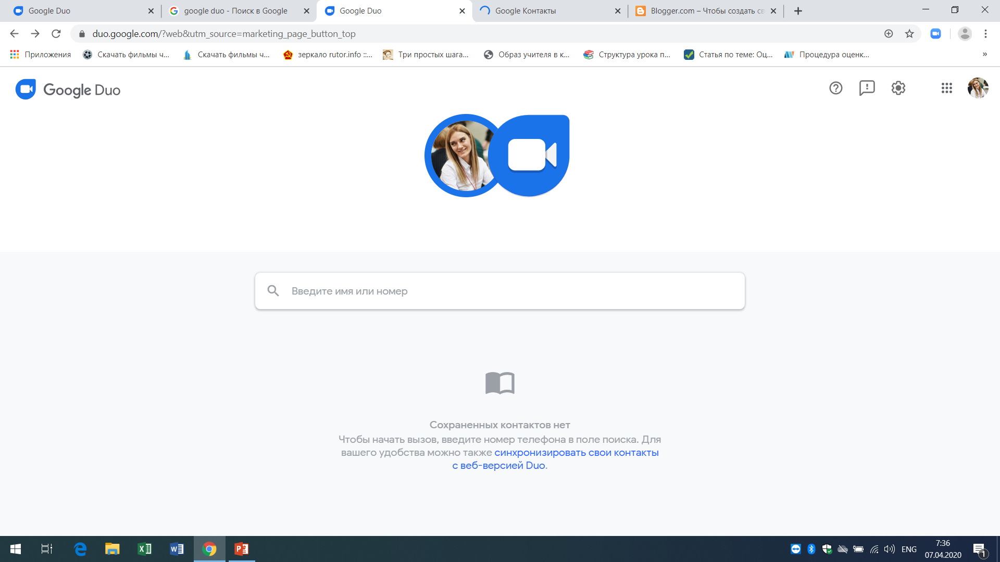 Google Duo
google duo - Поиск в Google
Google Duo
Google Контакты
Blogger.com – Чтобы создать св
duo.google.com/?web&utm_source=marketing_page_button_top
Приложения
Скачать фильмы ч...
Скачать фильмы ч...
зеркало rutor.info ::...
Три простых шага...
Образ учителя в к...
Структура урока п...
Статья по теме: Оц...
Процедура оценк...
»
Google Duo
Введите имя или номер
Сохраненных контактов нет
Чтобы начать вызов, введите номер телефона в поле поиска. Для
вашего удобства можно также синхронизировать свои контакты
с веб-версией Duo.
ENG
7:36
07.04.2020
1